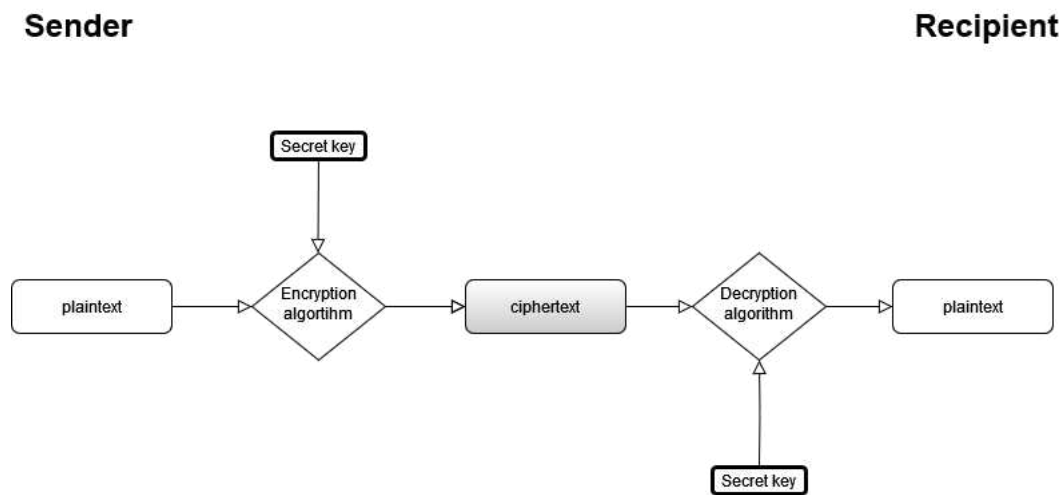 Sender
Recipient
Secret key
plaintext
Encryption
algortihm
ciphertext
Decryption
algorithm
plaintext
Secret key